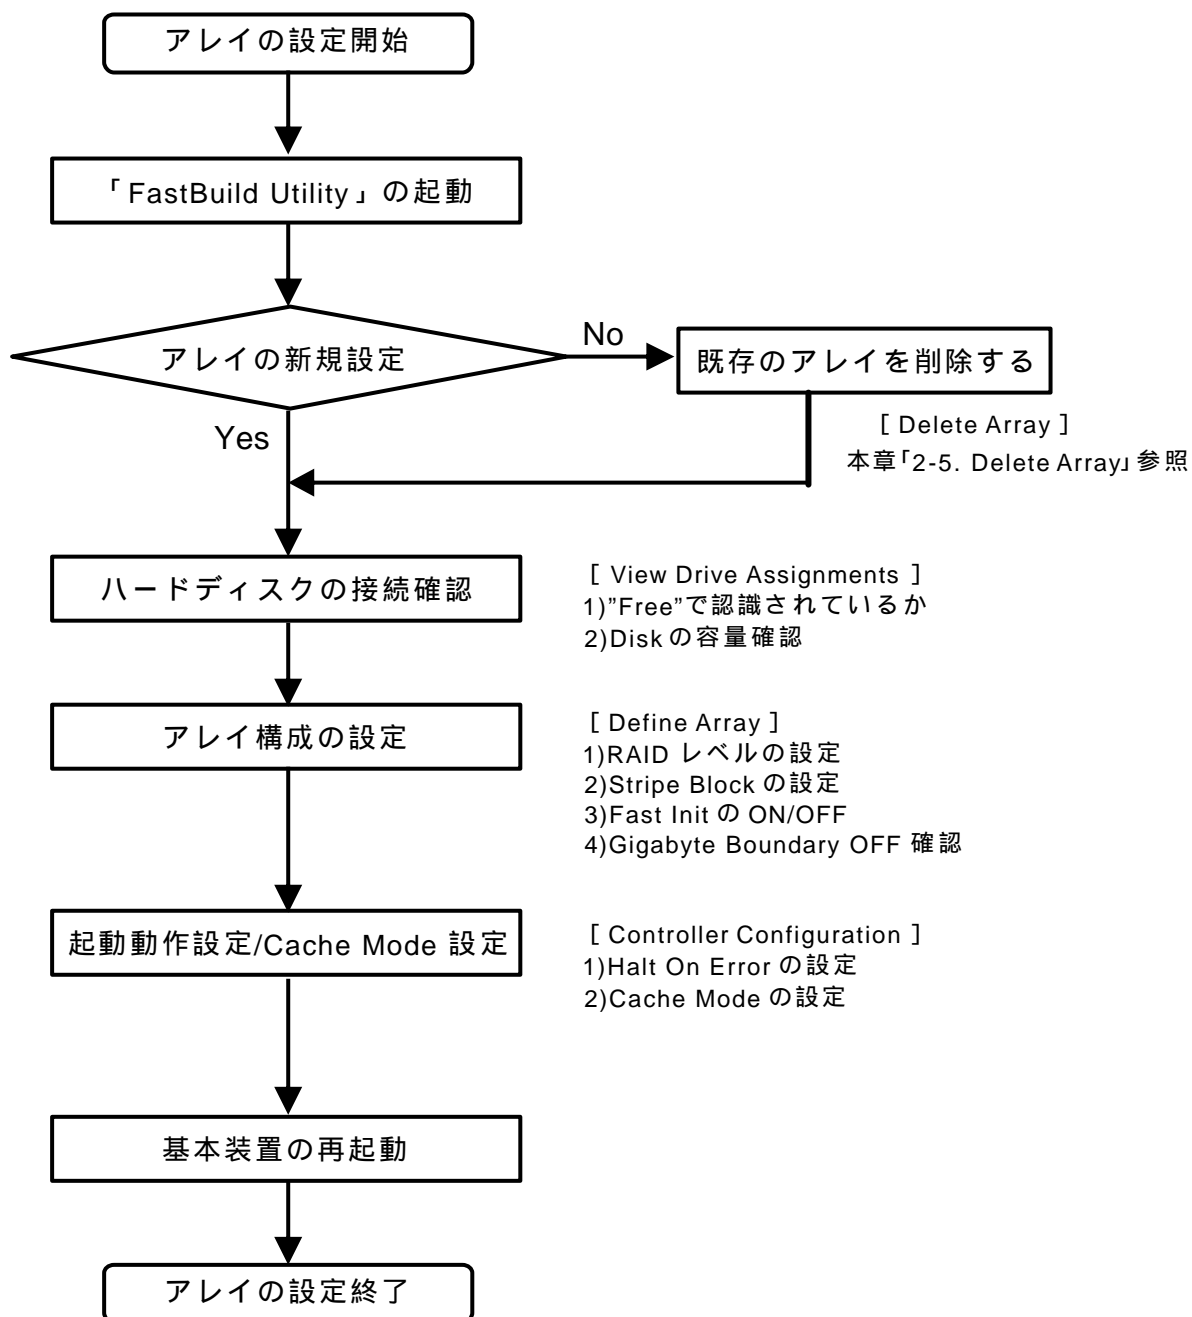 アレイの設定開始
「FastBuild Utility」の起動
アレイの新規設定
No
既存のアレイを削除する
Yes
[ Delete Array ]
本章「2-5. Delete Array」参照
ハードディスクの接続確認
[ View Drive Assignments ]
1)”Free”で認識されているか
2)Diskの容量確認
アレイ構成の設定
[ Define Array ]
1)RAID レベルの設定
2)Stripe Block の設定
3)Fast Init の ON/OFF
4)Gigabyte Boundary OFF 確認
起動動作設定/Cache Mode 設定
[ Controller Configuration ]
1)Halt On Error の設定
2)Cache Mode の設定
基本装置の再起動
アレイの設定終了